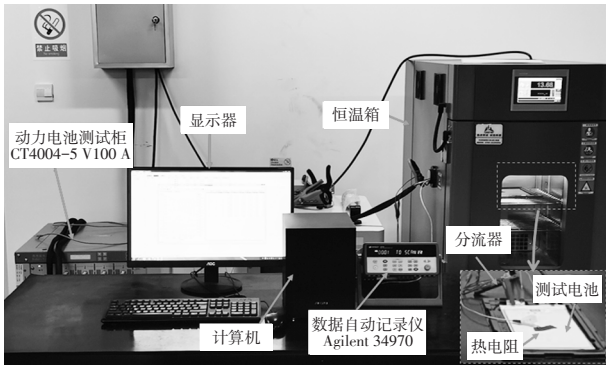 禁止吸烟
显示器
恒温箱
动力电池测试柜
CT4004-5 V100 A
13.88
AOC
分流器
测试电池
热电阻
计算机
数据自动记录仪
Agilent 34970